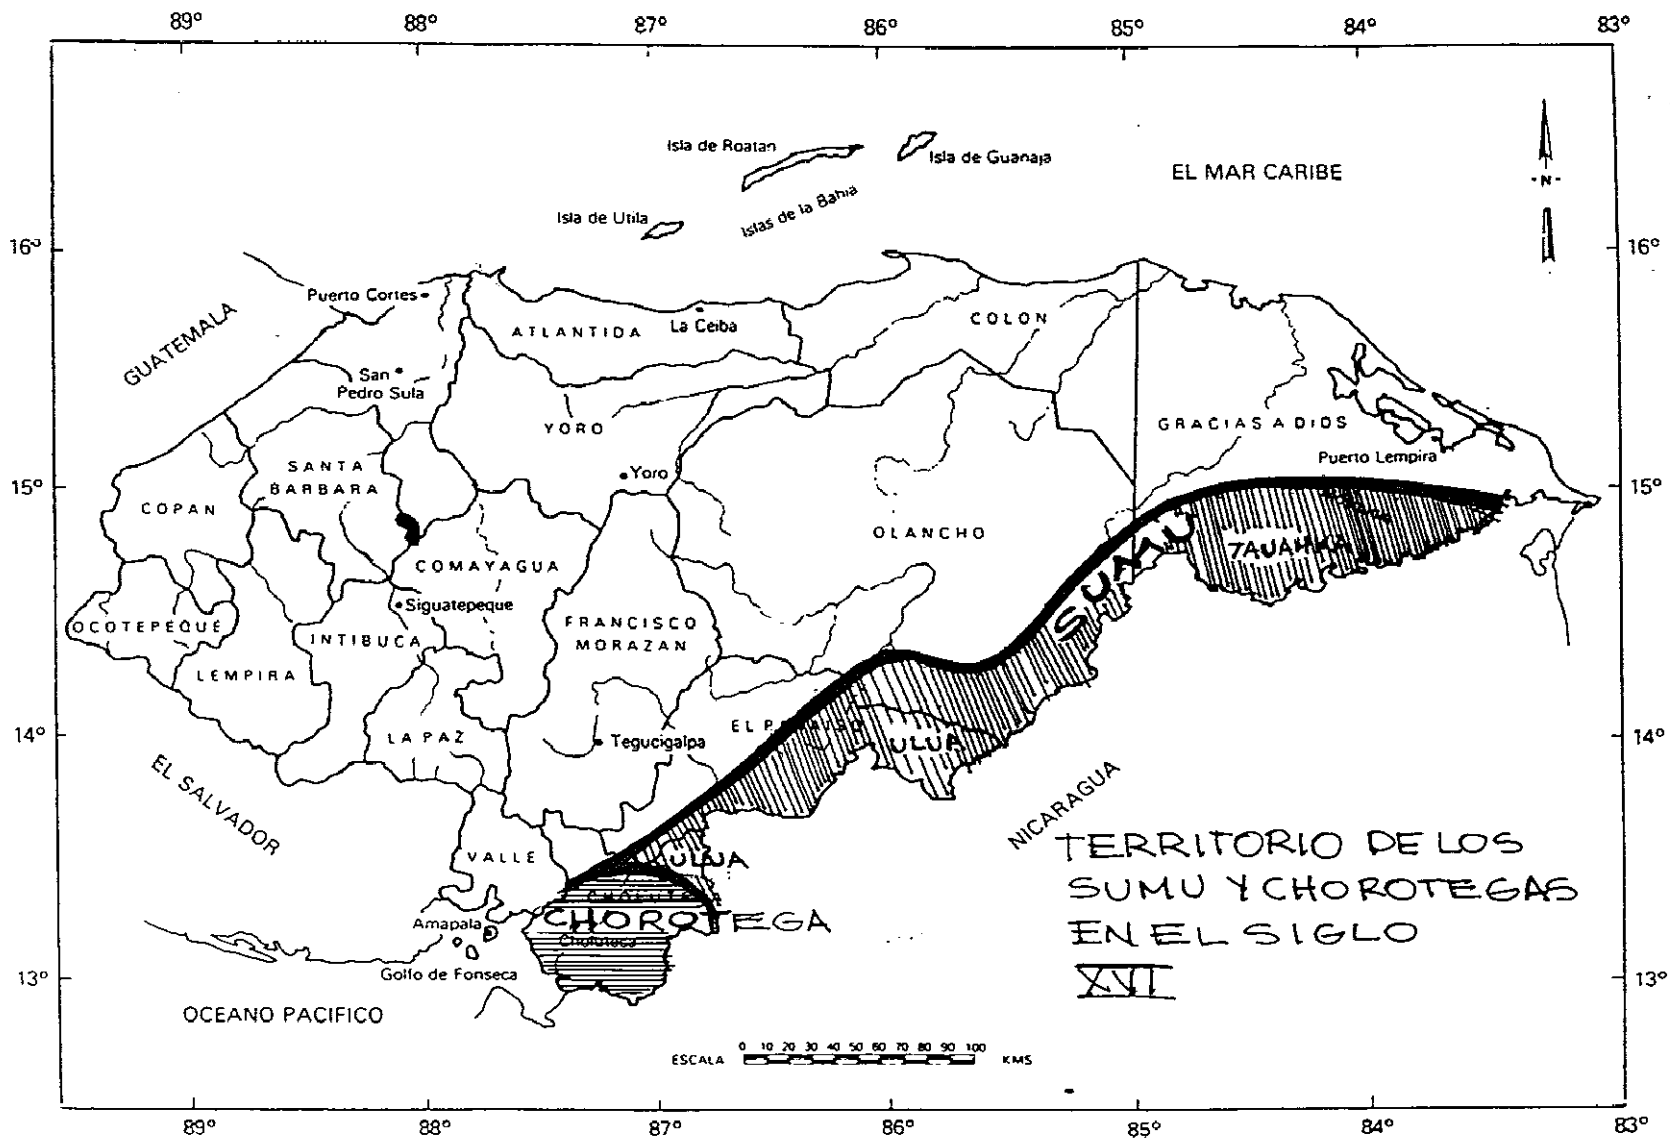 89° 88° 87° 86° 85° 84° 83°
Isla de Roatan
Isla de Guanaja
EL MAR CARIBE
-N-
Isla de Utila
Islas de la Bahia
16° 16°
Puerto Cortes
GUATEMALA
ATLANTIDA
La Ceiba
COLON
San
Pedro Sula
YORO
GRACIAS A DIOS
Puerto Lempira
SANTA
BARBARA
Yoro
15° 15°
COPAN
OLANCHO
SUMU
TAUAHKA
COMAYAGUA
Siguatepeque
OCOTEPEQUE
INTIBUCA
FRANCISCO
MORAZAN
LEMPIRA
14° 14°
LA PAZ
Tegucigalpa
EL PARAISO
ULUA
EL SALVADOR
NICARAGUA
VALLE
ULUA
CHOLUTECA
CHOROTEGA
Amapala
Choluteca
Golfo de Fonseca
13° 13°
OCEANO PACIFICO
TERRITORIO DE LOS
SUMU Y CHOROTEGAS
EN EL SIGLO
XVI
ESCALA 0 10 20 30 40 50 60 70 80 90 100 KMS
89° 88° 87° 86° 85° 84° 83°